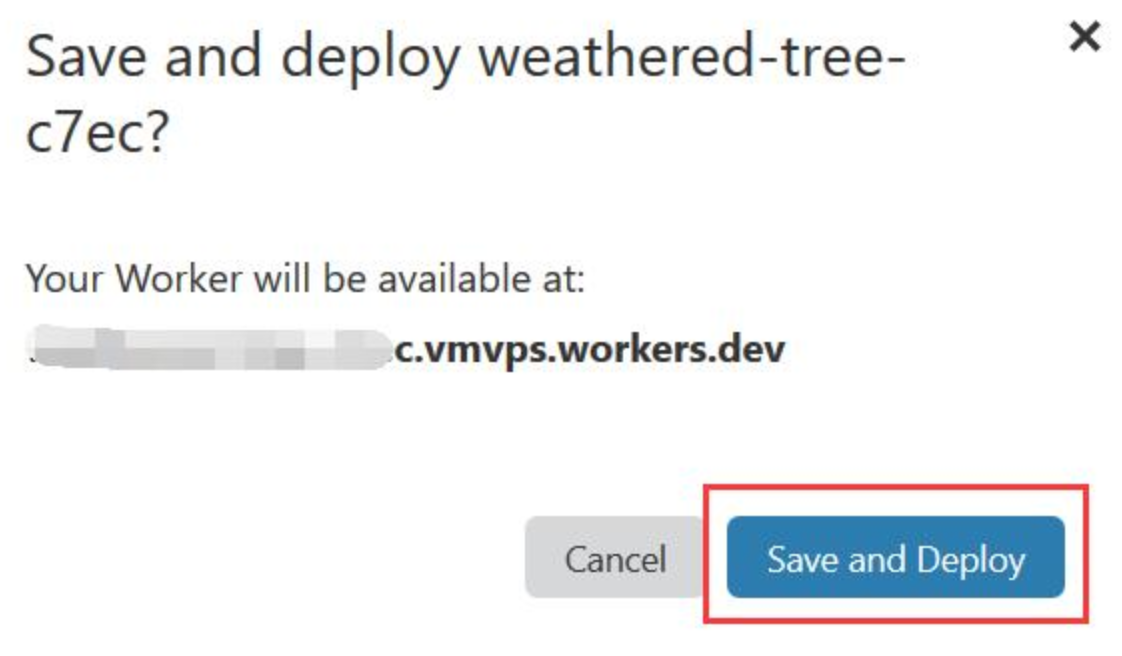 Save and deploy weathered-tree-
c7ec?
Your Worker will be available at:
c.vmvps.workers.dev
Cancel
Save and Deploy